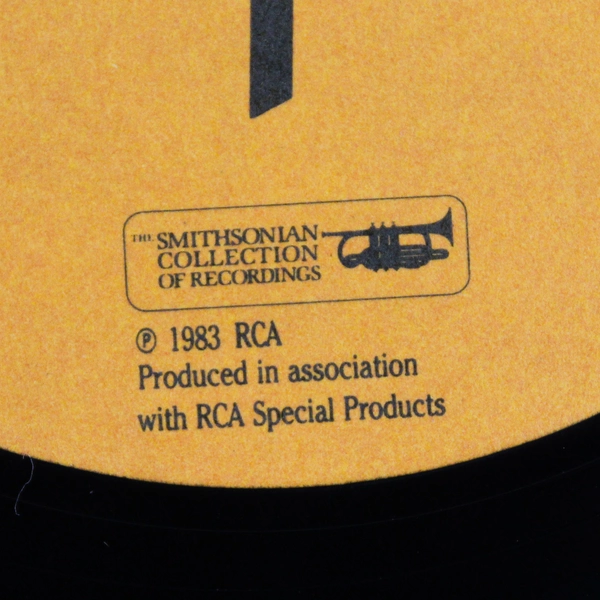 THE SMITHSONIAN
COLLECTION
OF RECORDINGS
℗ 1983 RCA
Produced in association
with RCA Special Products